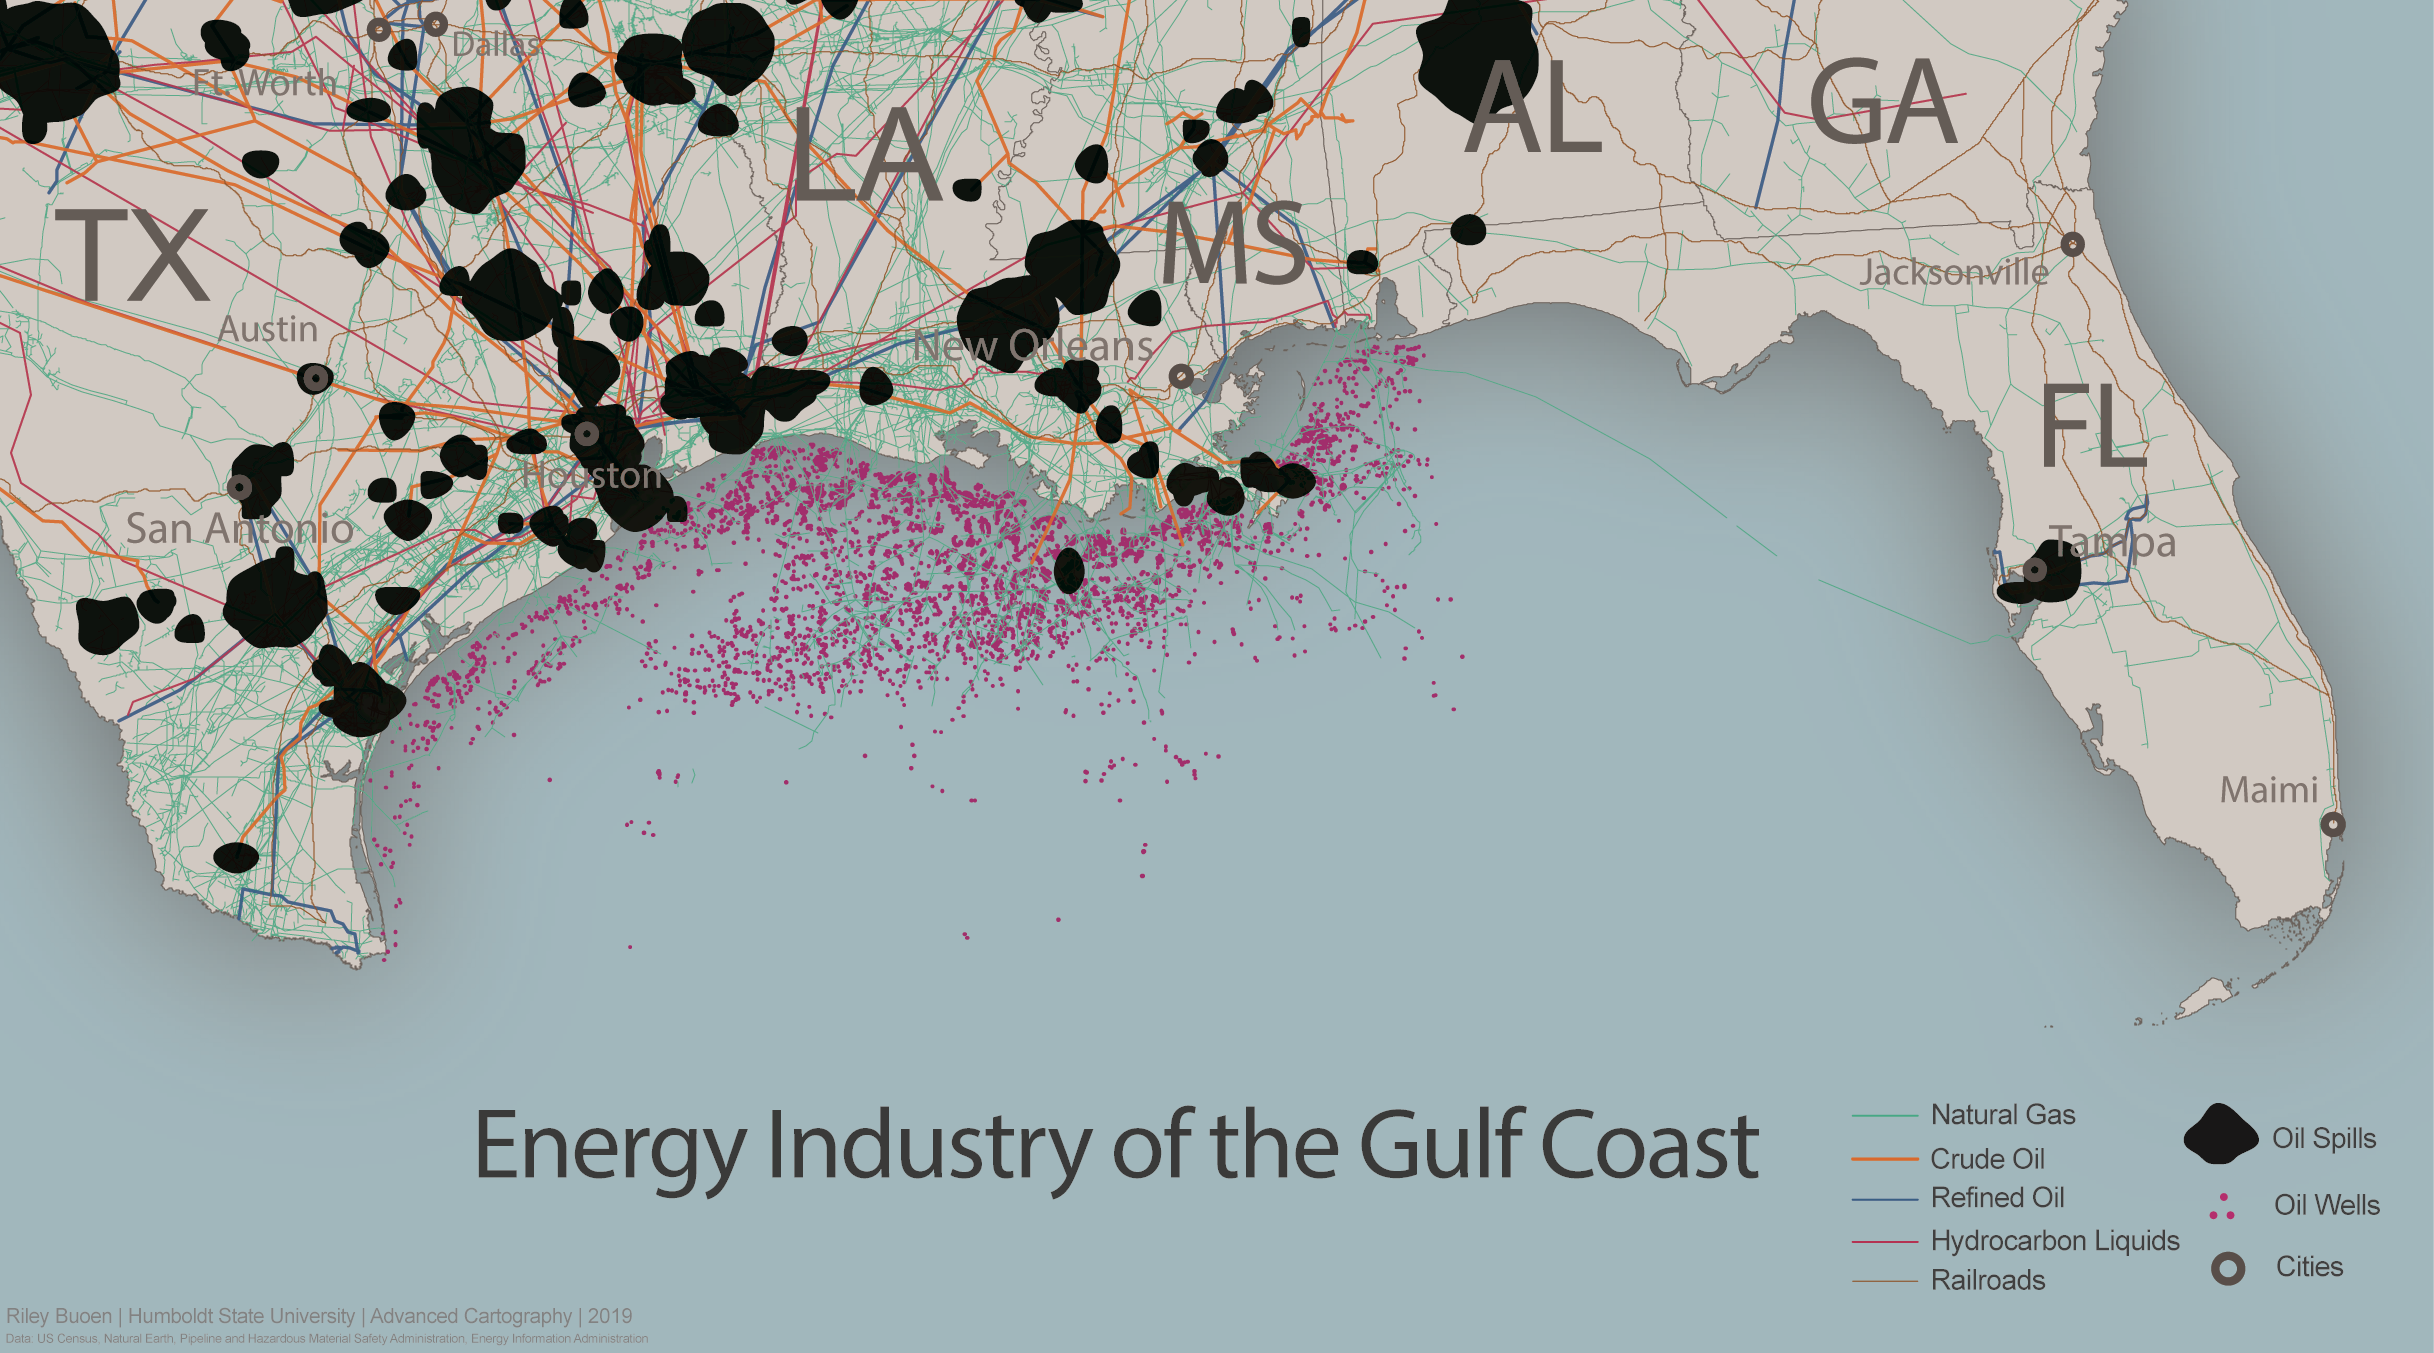 Dallas
Ft. Worth
LA
AL
GA
TX
MS
Jacksonville
Austin
New Orleans
FL
Houston
San Antonio
Tampa
Maimi
Energy Industry of the Gulf Coast
Natural Gas
Crude Oil
Refined Oil
Hydrocarbon Liquids
Railroads
Oil Spills
Oil Wells
Cities
Riley Buoen | Humboldt State University | Advanced Cartography | 2019
Data: US Census, Natural Earth, Pipeline and Hazardous Material Safety Administration, Energy Information Administration